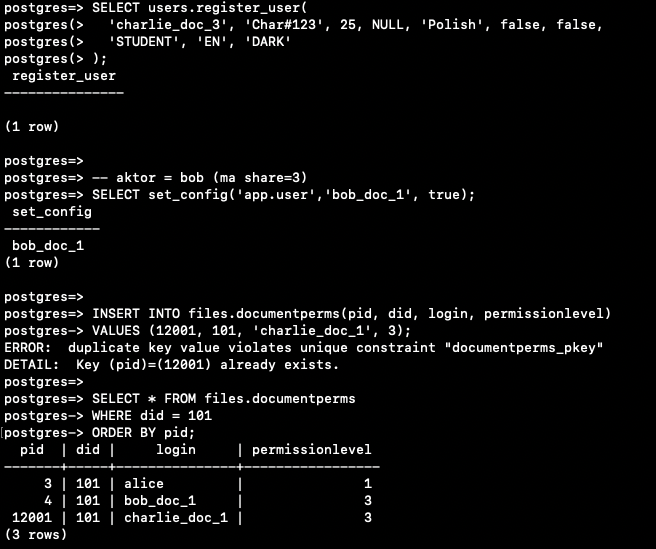 postgres=> SELECT users.register_user(
postgres(>   'charlie_doc_3', 'Char#123', 25, NULL, 'Polish', false, false,
postgres(>   'STUDENT', 'EN', 'DARK'
postgres(> );
 register_user
---------------

(1 row)

postgres=>
postgres=> -- aktor = bob (ma share=3)
postgres=> SELECT set_config('app.user','bob_doc_1', true);
 set_config
------------
 bob_doc_1
(1 row)

postgres=>
postgres=> INSERT INTO files.documentperms(pid, did, login, permissionlevel)
postgres-> VALUES (12001, 101, 'charlie_doc_1', 3);
ERROR:  duplicate key value violates unique constraint "documentperms_pkey"
DETAIL:  Key (pid)=(12001) already exists.
postgres=>
postgres=> SELECT * FROM files.documentperms
postgres-> WHERE did = 101
[postgres-> ORDER BY pid;
  pid  | did |     login     | permissionlevel
-------+-----+---------------+-----------------
     3 | 101 | alice         |               1
     4 | 101 | bob_doc_1     |               3
 12001 | 101 | charlie_doc_1 |               3
(3 rows)